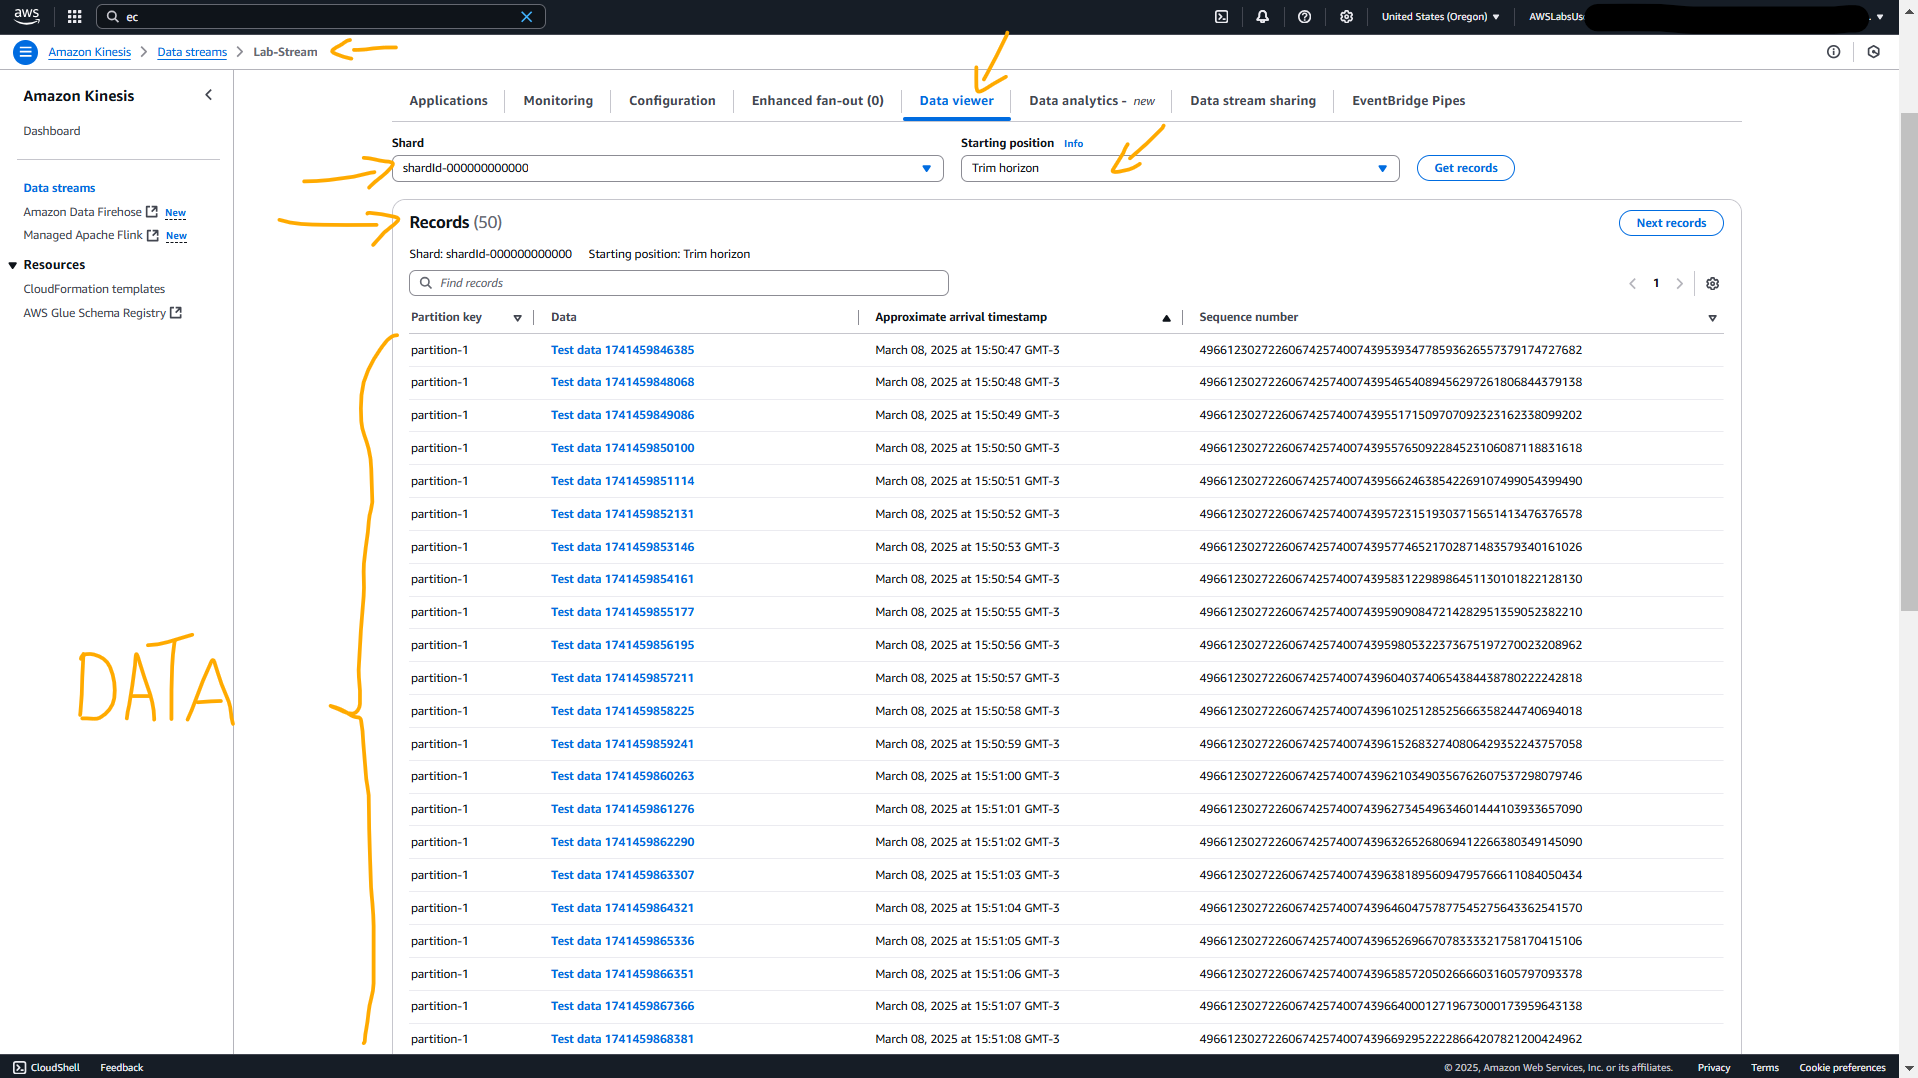 aws ec United States (Oregon) AWSLabsUs
Amazon Kinesis Data streams Lab-Stream
Amazon Kinesis
Dashboard
Data streams
Amazon Data Firehose New
Managed Apache Flink New
Resources
CloudFormation templates
AWS Glue Schema Registry
DATA
Applications Monitoring Configuration Enhanced fan-out (0) Data viewer Data analytics - new Data stream sharing EventBridge Pipes
Shard Starting position Info
shardId-000000000000 Trim horizon Get records
Records (50) Next records
Shard: shardId-000000000000 Starting position: Trim horizon
Find records 1
Partition key Data Approximate arrival timestamp Sequence number
partition-1 Test data 1741459846385 March 08, 2025 at 15:50:47 GMT-3 49661230272260674257400743953934778593626557379174727682
partition-1 Test data 1741459848068 March 08, 2025 at 15:50:48 GMT-3 49661230272260674257400743954654089456297261806844379138
partition-1 Test data 1741459849086 March 08, 2025 at 15:50:49 GMT-3 49661230272260674257400743955171509707092323162338099202
partition-1 Test data 1741459850100 March 08, 2025 at 15:50:50 GMT-3 49661230272260674257400743955765092284523106087118831618
partition-1 Test data 1741459851114 March 08, 2025 at 15:50:51 GMT-3 49661230272260674257400743956624638542269107499054399490
partition-1 Test data 1741459852131 March 08, 2025 at 15:50:52 GMT-3 49661230272260674257400743957231519303715651413476376578
partition-1 Test data 1741459853146 March 08, 2025 at 15:50:53 GMT-3 49661230272260674257400743957746521702871483579340161026
partition-1 Test data 1741459854161 March 08, 2025 at 15:50:54 GMT-3 49661230272260674257400743958312298986451130101822128130
partition-1 Test data 1741459855177 March 08, 2025 at 15:50:55 GMT-3 49661230272260674257400743959090847214282951359052382210
partition-1 Test data 1741459856195 March 08, 2025 at 15:50:56 GMT-3 49661230272260674257400743959805322373675197270023208962
partition-1 Test data 1741459857211 March 08, 2025 at 15:50:57 GMT-3 49661230272260674257400743960403740654384438780222242818
partition-1 Test data 1741459858225 March 08, 2025 at 15:50:58 GMT-3 49661230272260674257400743961025128525666358244740694018
partition-1 Test data 1741459859241 March 08, 2025 at 15:50:59 GMT-3 49661230272260674257400743961526832740806429352243757058
partition-1 Test data 1741459860263 March 08, 2025 at 15:51:00 GMT-3 49661230272260674257400743962103490356762607537298079746
partition-1 Test data 1741459861276 March 08, 2025 at 15:51:01 GMT-3 49661230272260674257400743962734549634601444103933657090
partition-1 Test data 1741459862290 March 08, 2025 at 15:51:02 GMT-3 49661230272260674257400743963265268069412266380349145090
partition-1 Test data 1741459863307 March 08, 2025 at 15:51:03 GMT-3 49661230272260674257400743963818956094795766611084050434
partition-1 Test data 1741459864321 March 08, 2025 at 15:51:04 GMT-3 49661230272260674257400743964604757877545275643362541570
partition-1 Test data 1741459865336 March 08, 2025 at 15:51:05 GMT-3 49661230272260674257400743965269667078333321758170415106
partition-1 Test data 1741459866351 March 08, 2025 at 15:51:06 GMT-3 49661230272260674257400743965857205026666031605797093378
partition-1 Test data 1741459867366 March 08, 2025 at 15:51:07 GMT-3 49661230272260674257400743966400012719673000173959643138
partition-1 Test data 1741459868381 March 08, 2025 at 15:51:08 GMT-3 49661230272260674257400743966929522228664207821200424962
CloudShell Feedback © 2025, Amazon Web Services, Inc. or its affiliates. Privacy Terms Cookie preferences